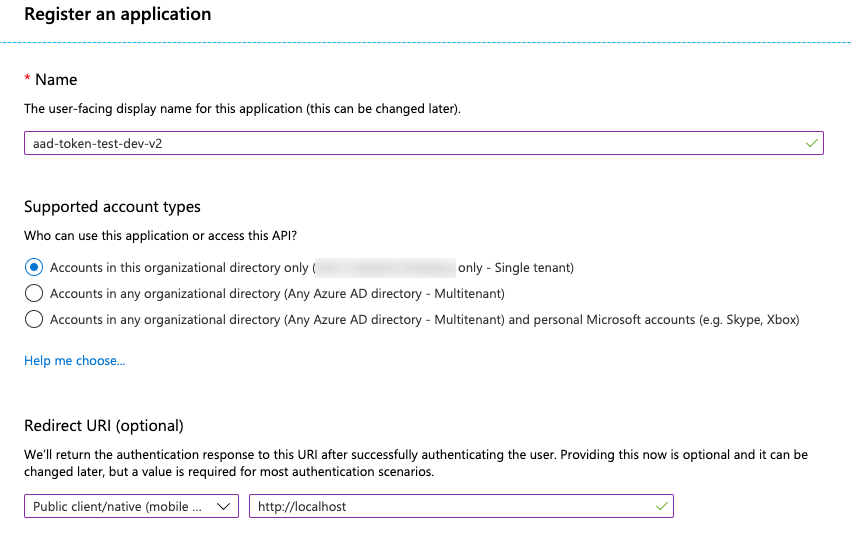 Register an application
* Name
The user-facing display name for this application (this can be changed later).
aad-token-test-dev-v2
Supported account types
Who can use this application or access this API?
Accounts in this organizational directory only ( only - Single tenant)
Accounts in any organizational directory (Any Azure AD directory - Multitenant)
Accounts in any organizational directory (Any Azure AD directory - Multitenant) and personal Microsoft accounts (e.g. Skype, Xbox)
Help me choose...
Redirect URI (optional)
We'll return the authentication response to this URI after successfully authenticating the user. Providing this now is optional and it can be
changed later, but a value is required for most authentication scenarios.
Public client/native (mobile ... http://localhost